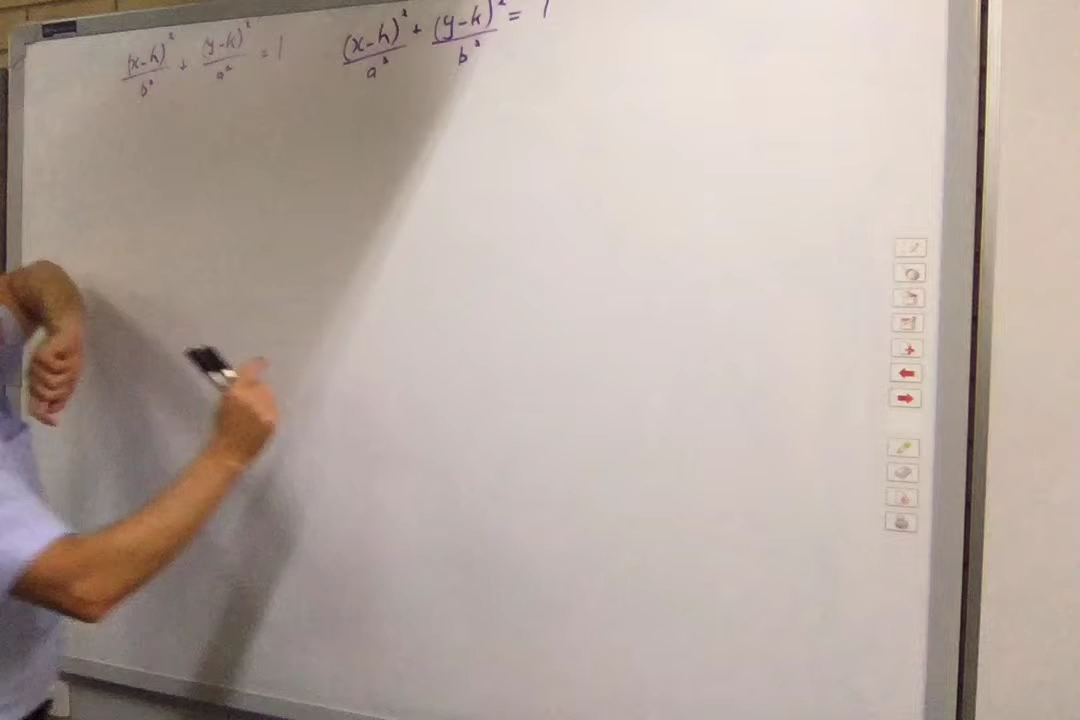 (x-h)²/b² + (y-k)²/a² = 1
(x-h)²/a² + (y-k)²/b² = 1